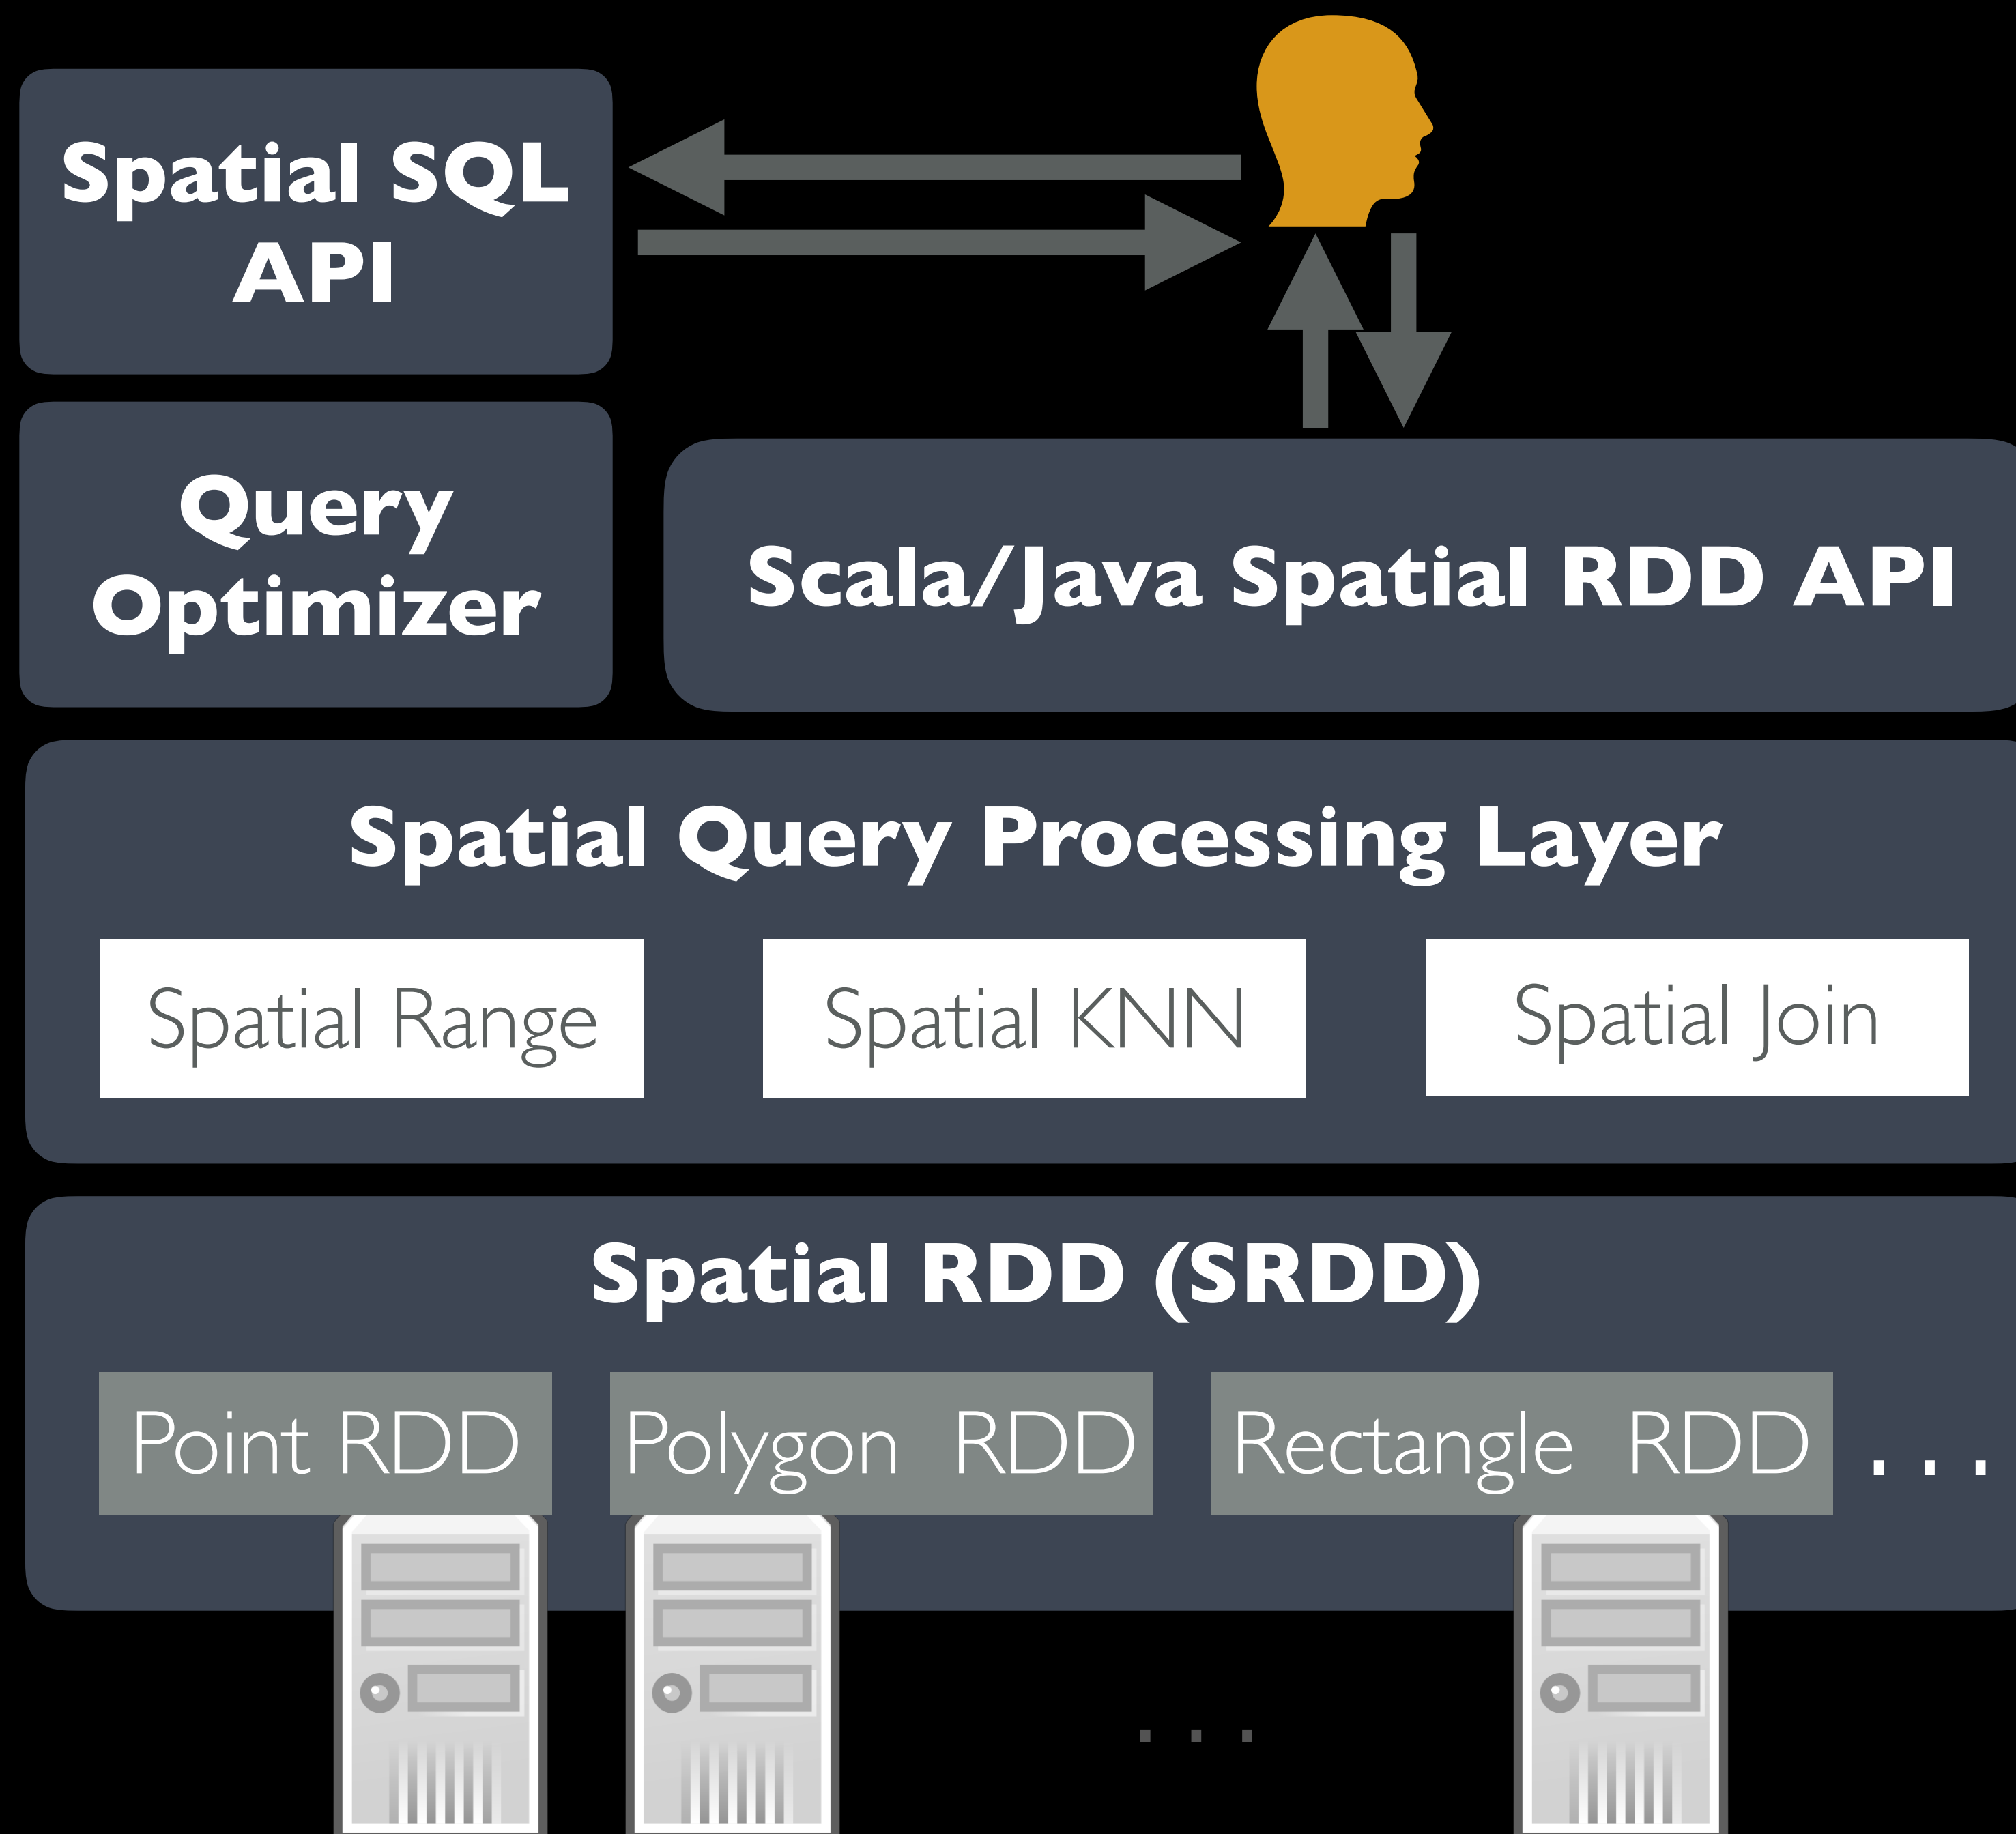 Spatial SQL
API
Query
Optimizer
Scala/Java Spatial RDD API
Spatial Query Processing Layer
Spatial Range
Spatial KNN
Spatial Join
Spatial RDD (SRDD)
Point RDD
Polygon RDD
Rectangle RDD
...
...